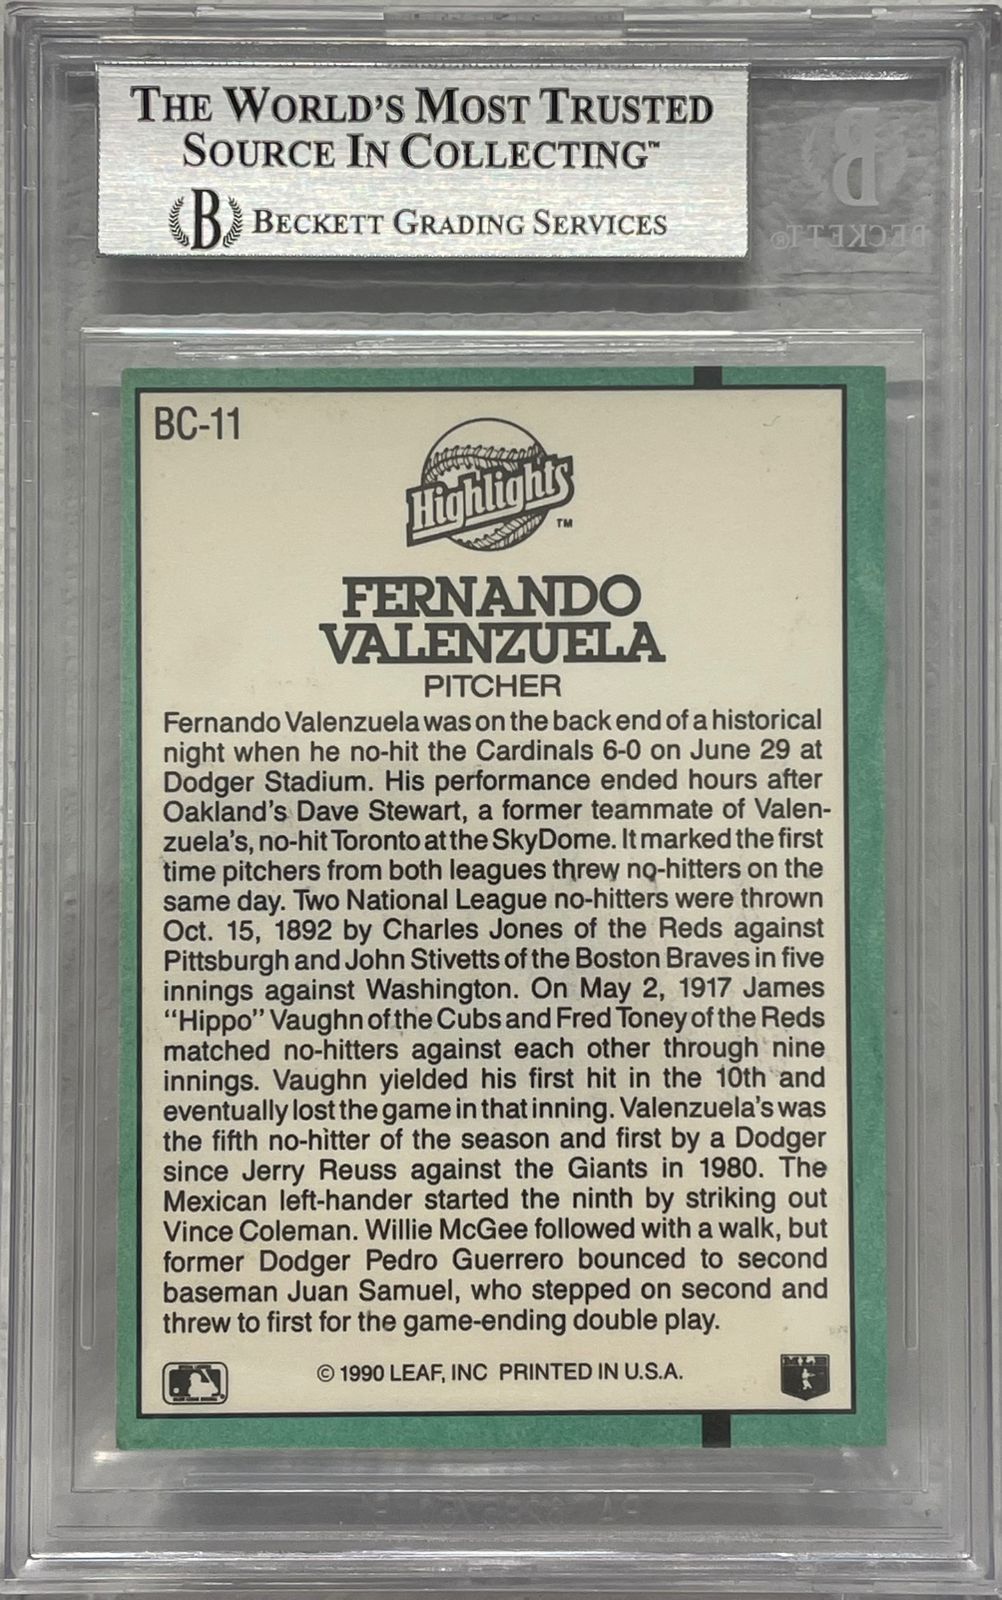 THE WORLD'S MOST TRUSTED
SOURCE IN COLLECTING™
B BECKETT GRADING SERVICES
B
BECKETT®
BC-11
Highlights™
FERNANDO
VALENZUELA
PITCHER
Fernando Valenzuela was on the back end of a historical
night when he no-hit the Cardinals 6-0 on June 29 at
Dodger Stadium. His performance ended hours after
Oakland's Dave Stewart, a former teammate of Valen-
zuela's, no-hit Toronto at the SkyDome. It marked the first
time pitchers from both leagues threw no-hitters on the
same day. Two National League no-hitters were thrown
Oct. 15, 1892 by Charles Jones of the Reds against
Pittsburgh and John Stivetts of the Boston Braves in five
innings against Washington. On May 2, 1917 James
"Hippo" Vaughn of the Cubs and Fred Toney of the Reds
matched no-hitters against each other through nine
innings. Vaughn yielded his first hit in the 10th and
eventually lost the game in that inning. Valenzuela's was
the fifth no-hitter of the season and first by a Dodger
since Jerry Reuss against the Giants in 1980. The
Mexican left-hander started the ninth by striking out
Vince Coleman. Willie McGee followed with a walk, but
former Dodger Pedro Guerrero bounced to second
baseman Juan Samuel, who stepped on second and
threw to first for the game-ending double play.
© 1990 LEAF, INC PRINTED IN U.S.A.